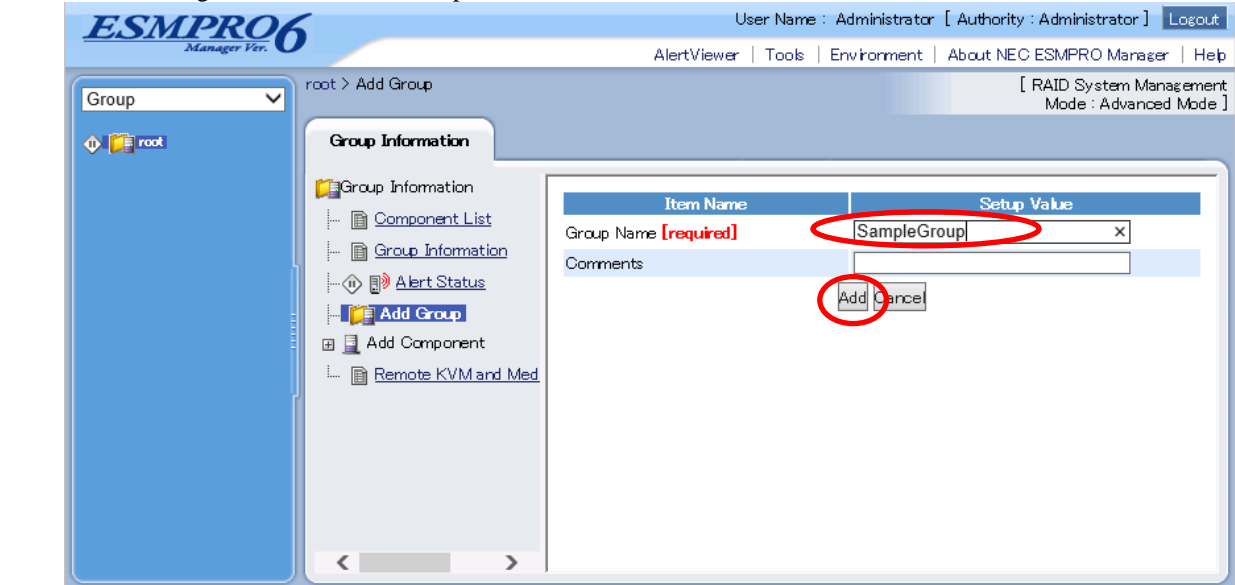 ESMPRO6
Manager Ver.
User Name : Administrator [ Authority : Administrator ] Logout
AlertViewer | Tools | Environment | About NEC ESMPRO Manager | Help
Group
root > Add Group
[ RAID System Management
Mode : Advanced Mode ]
root
Group Information
Group Information
Component List
Group Information
Alert Status
Add Group
Add Component
Remote KVM and Med
Item Name Setup Value
Group Name [required] SampleGroup ×
Comments
Add Cancel